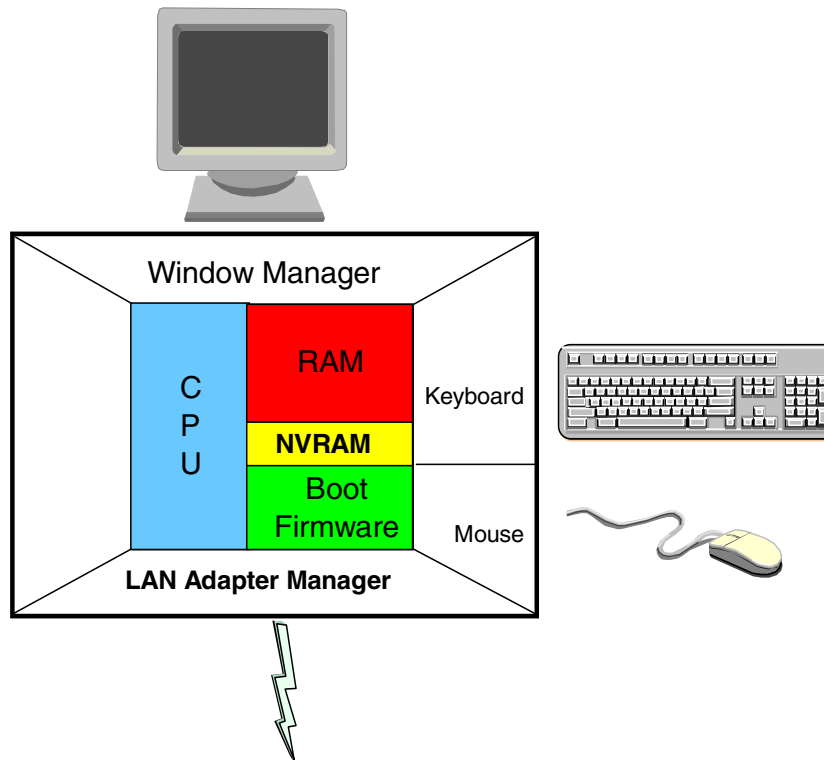 Window Manager
RAM
C
P
U
Keyboard
NVRAM
Boot
Firmware
Mouse
LAN Adapter Manager